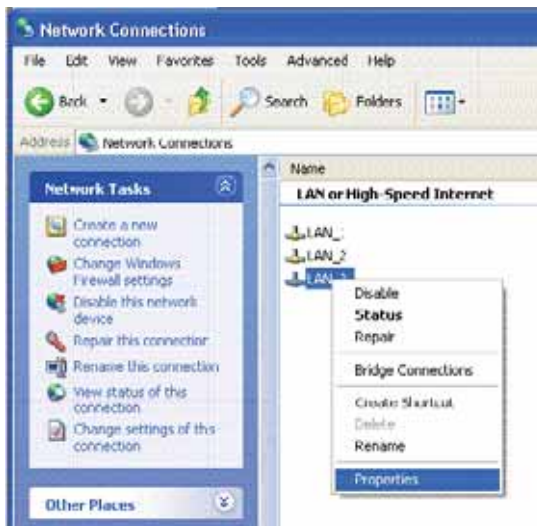 Network Connections
File Edit View Favorites Tools Advanced Help
Back Search Folders
Address Network Connections
Name
Network Tasks
LAN or High-Speed Internet
Create a new
connection
Change Windows
Firewall settings
Disable this network
device
Repair this connection
Rename this connection
View status of this
connection
Change settings of this
connection
Other Places
LAN_2
Disable
Status
Repair
Bridge Connections
Create Shortcut
Delete
Rename
Properties